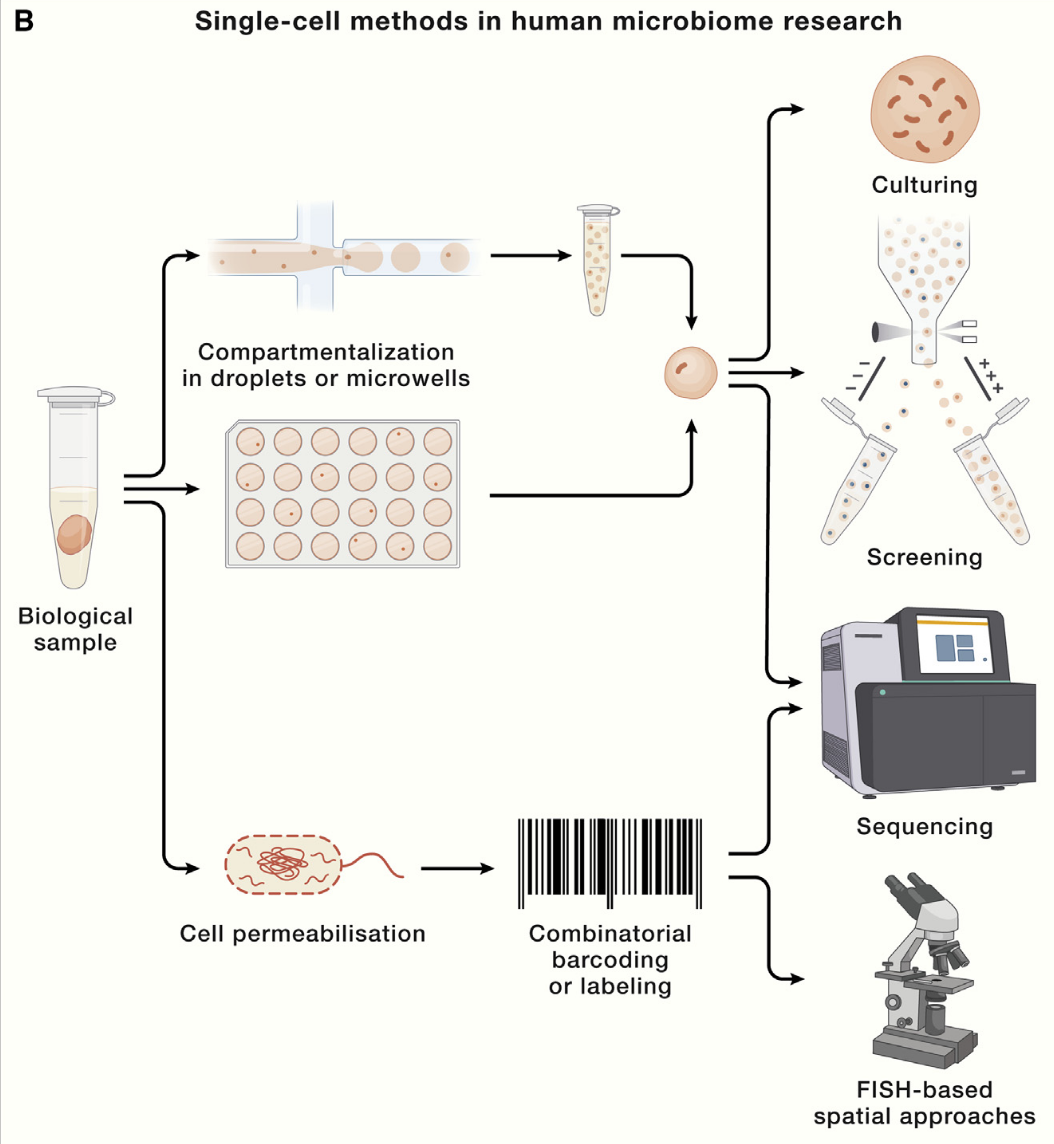 B
Single-cell methods in human microbiome research
Culturing
Compartmentalization
in droplets or microwells
Screening
Biological
sample
Sequencing
Cell permeabilisation
Combinatorial
barcoding
or labeling
FISH-based
spatial approaches